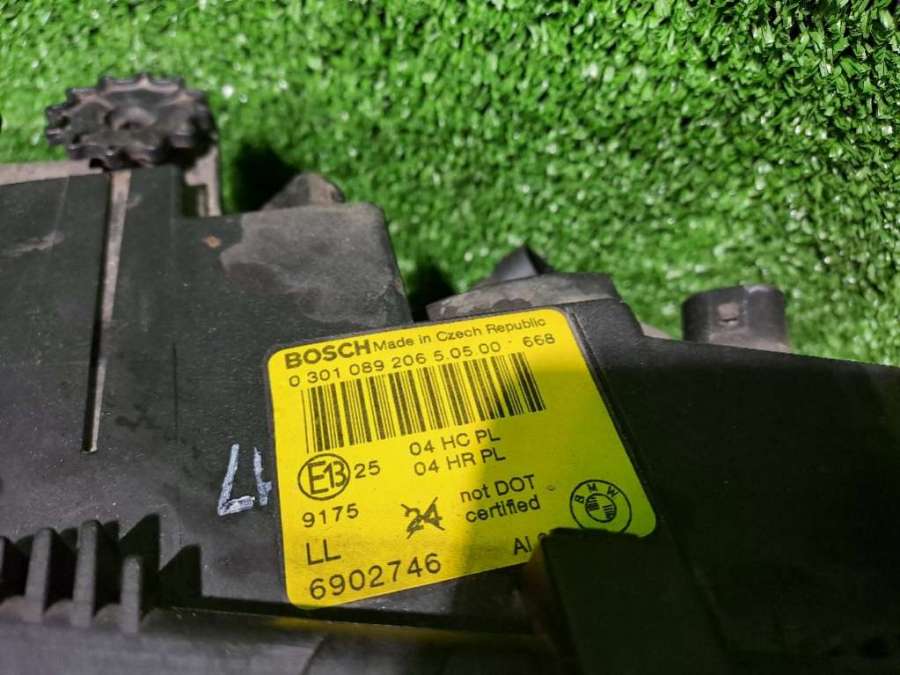 BOSCH Made in Czech Republic
0 301 089 206 5.05.00 668
04 HC PL
04 HR PL
E13 25
9175
24
not DOT
certified
BMW
LL
6902746